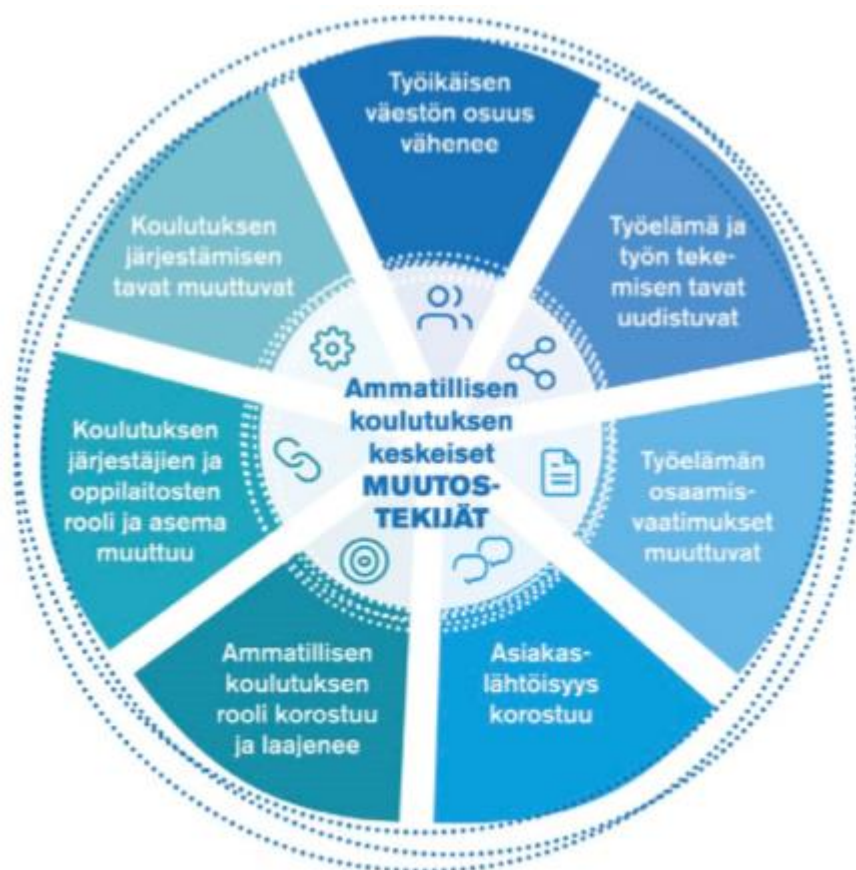 Työikäisen
väestön osuus
vähenee
Työelämä ja
työn teke-
misen tavat
uudistuvat
Työelämän
osaamis-
vaatimukset
muuttuvat
Asiakas-
lähtöisyys
korostuu
Ammatillisen
koulutuksen
rooli korostuu
ja laajenee
Koulutuksen
järjestäjien ja
oppilaitosten
rooli ja asema
muuttuu
Koulutuksen
järjestämisen
tavat muuttuvat
Ammatillisen
koulutuksen
keskeiset
MUUTOS-
TEKIJÄT